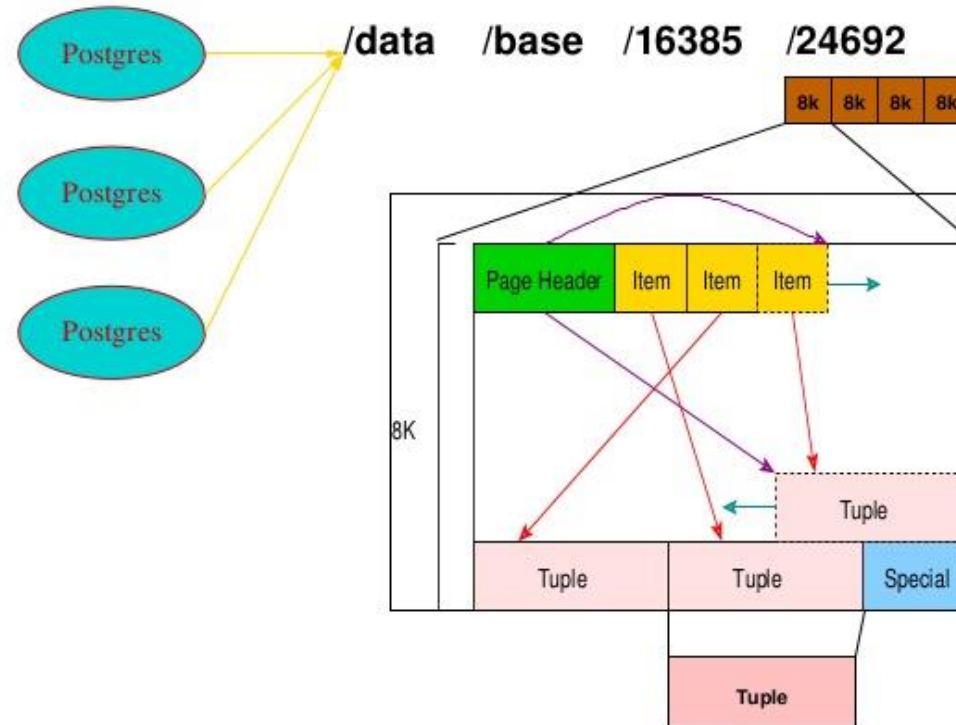 Postgres
/data /base /16385 /24692
8k 8k 8k 8k
Postgres
Page Header Item Item Item
Postgres
8K
Tuple
Tuple Tuple Special
Tuple